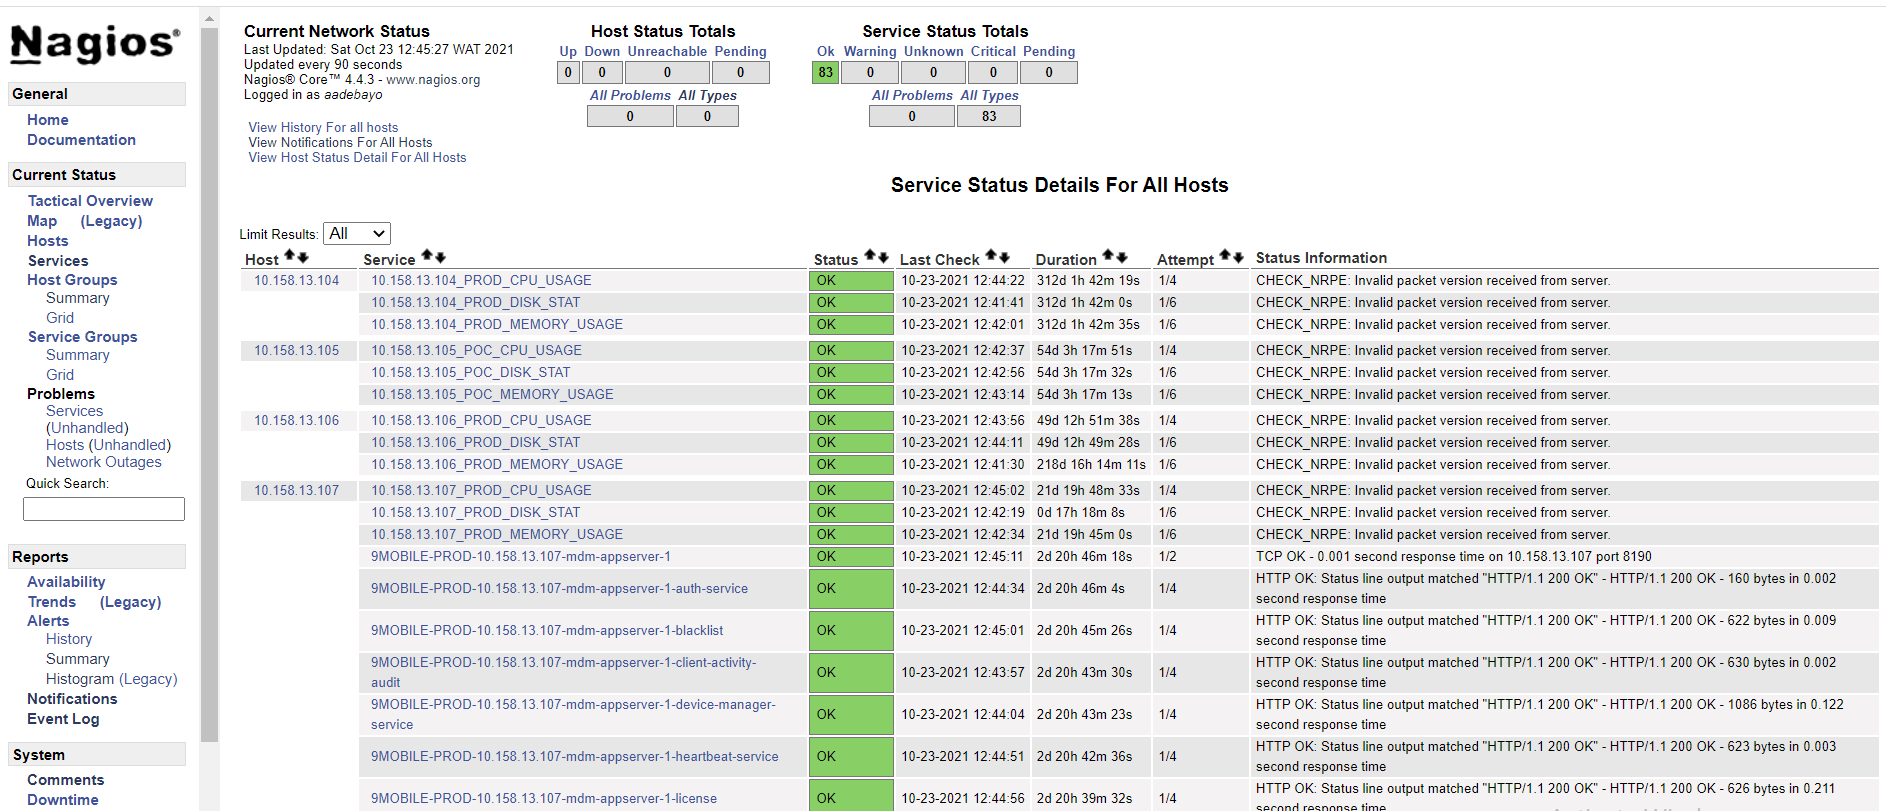 Nagios®
General
Home
Documentation
Current Status
Tactical Overview
Map (Legacy)
Hosts
Services
Host Groups
Summary
Grid
Service Groups
Summary
Grid
Problems
Services
(Unhandled)
Hosts (Unhandled)
Network Outages
Quick Search:
Reports
Availability
Trends (Legacy)
Alerts
History
Summary
Histogram (Legacy)
Notifications
Event Log
System
Comments
Downtime
Current Network Status
Last Updated: Sat Oct 23 12:45:27 WAT 2021
Updated every 90 seconds
Nagios® Core™ 4.4.3 - www.nagios.org
Logged in as aadebayo
View History For all hosts
View Notifications For All Hosts
View Host Status Detail For All Hosts
Host Status Totals
Up Down Unreachable Pending
0 0 0 0
All Problems All Types
0 0
Service Status Totals
Ok Warning Unknown Critical Pending
83 0 0 0 0
All Problems All Types
0 83
Service Status Details For All Hosts
Limit Results: All
Host Service Status Last Check Duration Attempt Status Information
10.158.13.104 10.158.13.104_PROD_CPU_USAGE OK 10-23-2021 12:44:22 312d 1h 42m 19s 1/4 CHECK_NRPE: Invalid packet version received from server.
10.158.13.104_PROD_DISK_STAT OK 10-23-2021 12:41:41 312d 1h 42m 0s 1/6 CHECK_NRPE: Invalid packet version received from server.
10.158.13.104_PROD_MEMORY_USAGE OK 10-23-2021 12:42:01 312d 1h 42m 35s 1/6 CHECK_NRPE: Invalid packet version received from server.
10.158.13.105 10.158.13.105_POC_CPU_USAGE OK 10-23-2021 12:42:37 54d 3h 17m 51s 1/4 CHECK_NRPE: Invalid packet version received from server.
10.158.13.105_POC_DISK_STAT OK 10-23-2021 12:42:56 54d 3h 17m 32s 1/6 CHECK_NRPE: Invalid packet version received from server.
10.158.13.105_POC_MEMORY_USAGE OK 10-23-2021 12:43:14 54d 3h 17m 13s 1/6 CHECK_NRPE: Invalid packet version received from server.
10.158.13.106 10.158.13.106_PROD_CPU_USAGE OK 10-23-2021 12:43:56 49d 12h 51m 38s 1/4 CHECK_NRPE: Invalid packet version received from server.
10.158.13.106_PROD_DISK_STAT OK 10-23-2021 12:44:11 49d 12h 49m 28s 1/6 CHECK_NRPE: Invalid packet version received from server.
10.158.13.106_PROD_MEMORY_USAGE OK 10-23-2021 12:41:30 218d 16h 14m 11s 1/6 CHECK_NRPE: Invalid packet version received from server.
10.158.13.107 10.158.13.107_PROD_CPU_USAGE OK 10-23-2021 12:45:02 21d 19h 48m 33s 1/4 CHECK_NRPE: Invalid packet version received from server.
10.158.13.107_PROD_DISK_STAT OK 10-23-2021 12:42:19 0d 17h 18m 8s 1/6 CHECK_NRPE: Invalid packet version received from server.
10.158.13.107_PROD_MEMORY_USAGE OK 10-23-2021 12:42:34 21d 19h 45m 0s 1/6 CHECK_NRPE: Invalid packet version received from server.
9MOBILE-PROD-10.158.13.107-mdm-appserver-1 OK 10-23-2021 12:45:11 2d 20h 46m 18s 1/2 TCP OK - 0.001 second response time on 10.158.13.107 port 8190
9MOBILE-PROD-10.158.13.107-mdm-appserver-1-auth-service OK 10-23-2021 12:44:34 2d 20h 46m 4s 1/4 HTTP OK: Status line output matched "HTTP/1.1 200 OK" - HTTP/1.1 200 OK - 160 bytes in 0.002
second response time
9MOBILE-PROD-10.158.13.107-mdm-appserver-1-blacklist OK 10-23-2021 12:45:01 2d 20h 45m 26s 1/4 HTTP OK: Status line output matched "HTTP/1.1 200 OK" - HTTP/1.1 200 OK - 622 bytes in 0.009
second response time
9MOBILE-PROD-10.158.13.107-mdm-appserver-1-client-activity-
audit OK 10-23-2021 12:43:57 2d 20h 43m 30s 1/4 HTTP OK: Status line output matched "HTTP/1.1 200 OK" - HTTP/1.1 200 OK - 630 bytes in 0.002
second response time
9MOBILE-PROD-10.158.13.107-mdm-appserver-1-device-manager-
service OK 10-23-2021 12:44:04 2d 20h 43m 23s 1/4 HTTP OK: Status line output matched "HTTP/1.1 200 OK" - HTTP/1.1 200 OK - 1086 bytes in 0.122
second response time
9MOBILE-PROD-10.158.13.107-mdm-appserver-1-heartbeat-service OK 10-23-2021 12:44:51 2d 20h 42m 36s 1/4 HTTP OK: Status line output matched "HTTP/1.1 200 OK" - HTTP/1.1 200 OK - 623 bytes in 0.003
second response time
9MOBILE-PROD-10.158.13.107-mdm-appserver-1-license OK 10-23-2021 12:44:56 2d 20h 39m 32s 1/4 HTTP OK: Status line output matched "HTTP/1.1 200 OK" - HTTP/1.1 200 OK - 626 bytes in 0.211
second response time